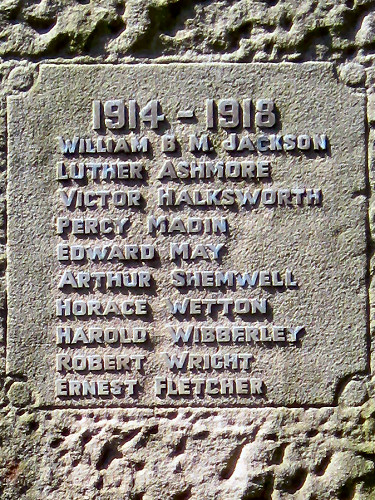 1914 - 1918
WILLIAM B. M. JACKSON
LUTHER ASHMORE
VICTOR HALKSWORTH
PERCY MADIN
EDWARD MAY
ARTHUR SHEMWELL
HORACE WETTON
HAROLD WIBBERLEY
ROBERT WRIGHT
ERNEST FLETCHER